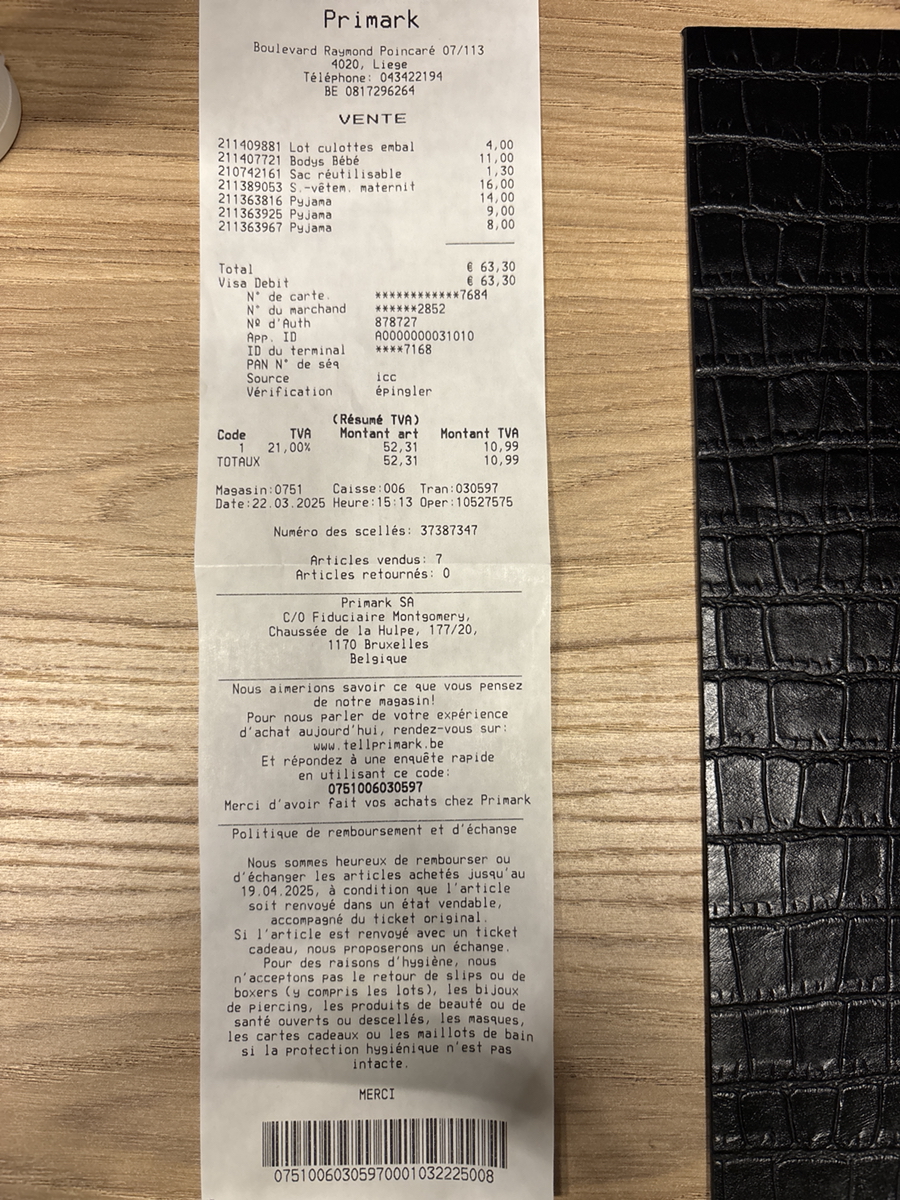 Primark
Boulevard Raymond Poincaré 07/113
4020, Liege
Téléphone: 043422194
BE 0817296264
VENTE
211409881 Lot culottes embal 4,00
211407721 Bodys Bébé 11,00
210742161 Sac réutilisable 1,30
211389053 S.-vêtem. maternit 16,00
211363816 Pyjama 14,00
211363925 Pyjama 9,00
211363967 Pyjama 8,00
Total € 63,30
Visa Debit € 63,30
N° de carte. ************7684
N° du marchand ******2852
Nº d'Auth 878727
App. ID A0000000031010
ID du terminal ****7168
PAN N° de séq
Source icc
Vérification épingler
(Résumé TVA)
Code TVA Montant art Montant TVA
1 21,00% 52,31 10,99
TOTAUX 52,31 10,99
Magasin:0751 Caisse:006 Tran:030597
Date:22.03.2025 Heure:15:13 Oper:10527575
Numéro des scellés: 37387347
Articles vendus: 7
Articles retournés: 0
Primark SA
C/O Fiduciaire Montgomery,
Chaussée de la Hulpe, 177/20,
1170 Bruxelles
Belgique
Nous aimerions savoir ce que vous pensez
de notre magasin!
Pour nous parler de votre expérience
d'achat aujourd'hui, rendez-vous sur:
www.tellprimark.be
Et répondez à une enquête rapide
en utilisant ce code:
0751006030597
Merci d'avoir fait vos achats chez Primark
Politique de remboursement et d'échange
Nous sommes heureux de rembourser ou
d'échanger les articles achetés jusqu'au
19.04.2025, à condition que l'article
soit renvoyé dans un état vendable,
accompagné du ticket original.
Si l'article est renvoyé avec un ticket
cadeau, nous proposerons un échange.
Pour des raisons d'hygiène, nous
n'acceptons pas le retour de slips ou de
boxers (y compris les lots), les bijoux
de piercing, les produits de beauté ou de
santé ouverts ou descellés, les masques,
les cartes cadeaux ou les maillots de bain
si la protection hygiénique n'est pas
intacte.
MERCI
07510060305970001032225008